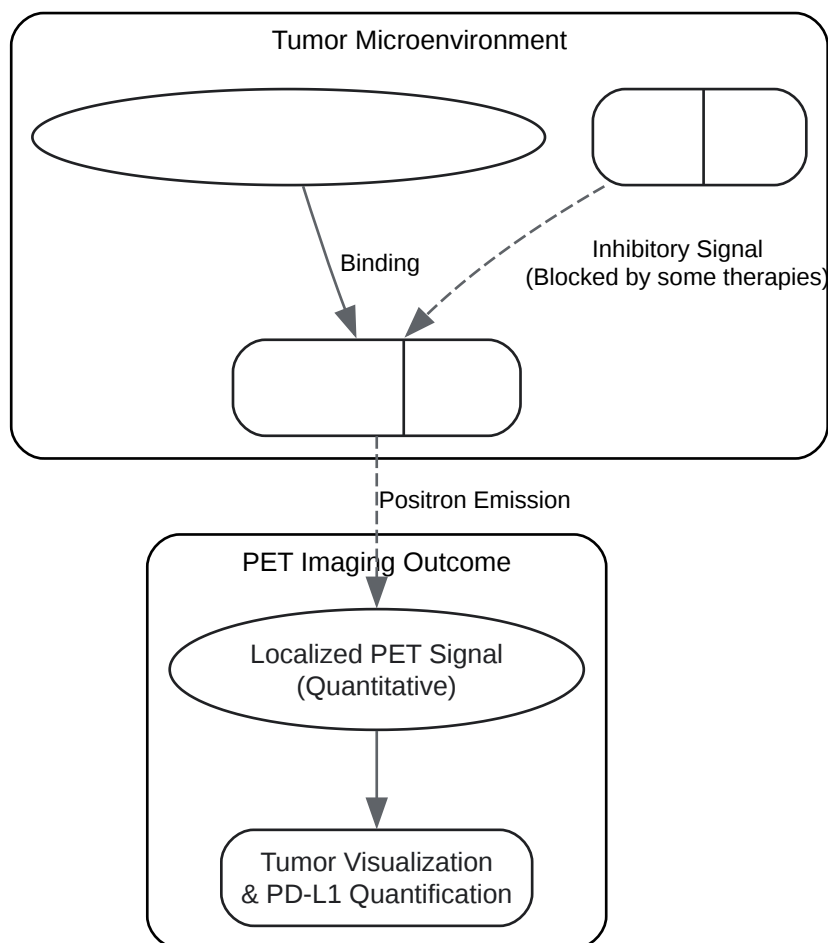 Tumor Microenvironment
Binding
Inhibitory Signal
(Blocked by some therapies)
Positron Emission
PET Imaging Outcome
Localized PET Signal
(Quantitative)
Tumor Visualization
& PD-L1 Quantification